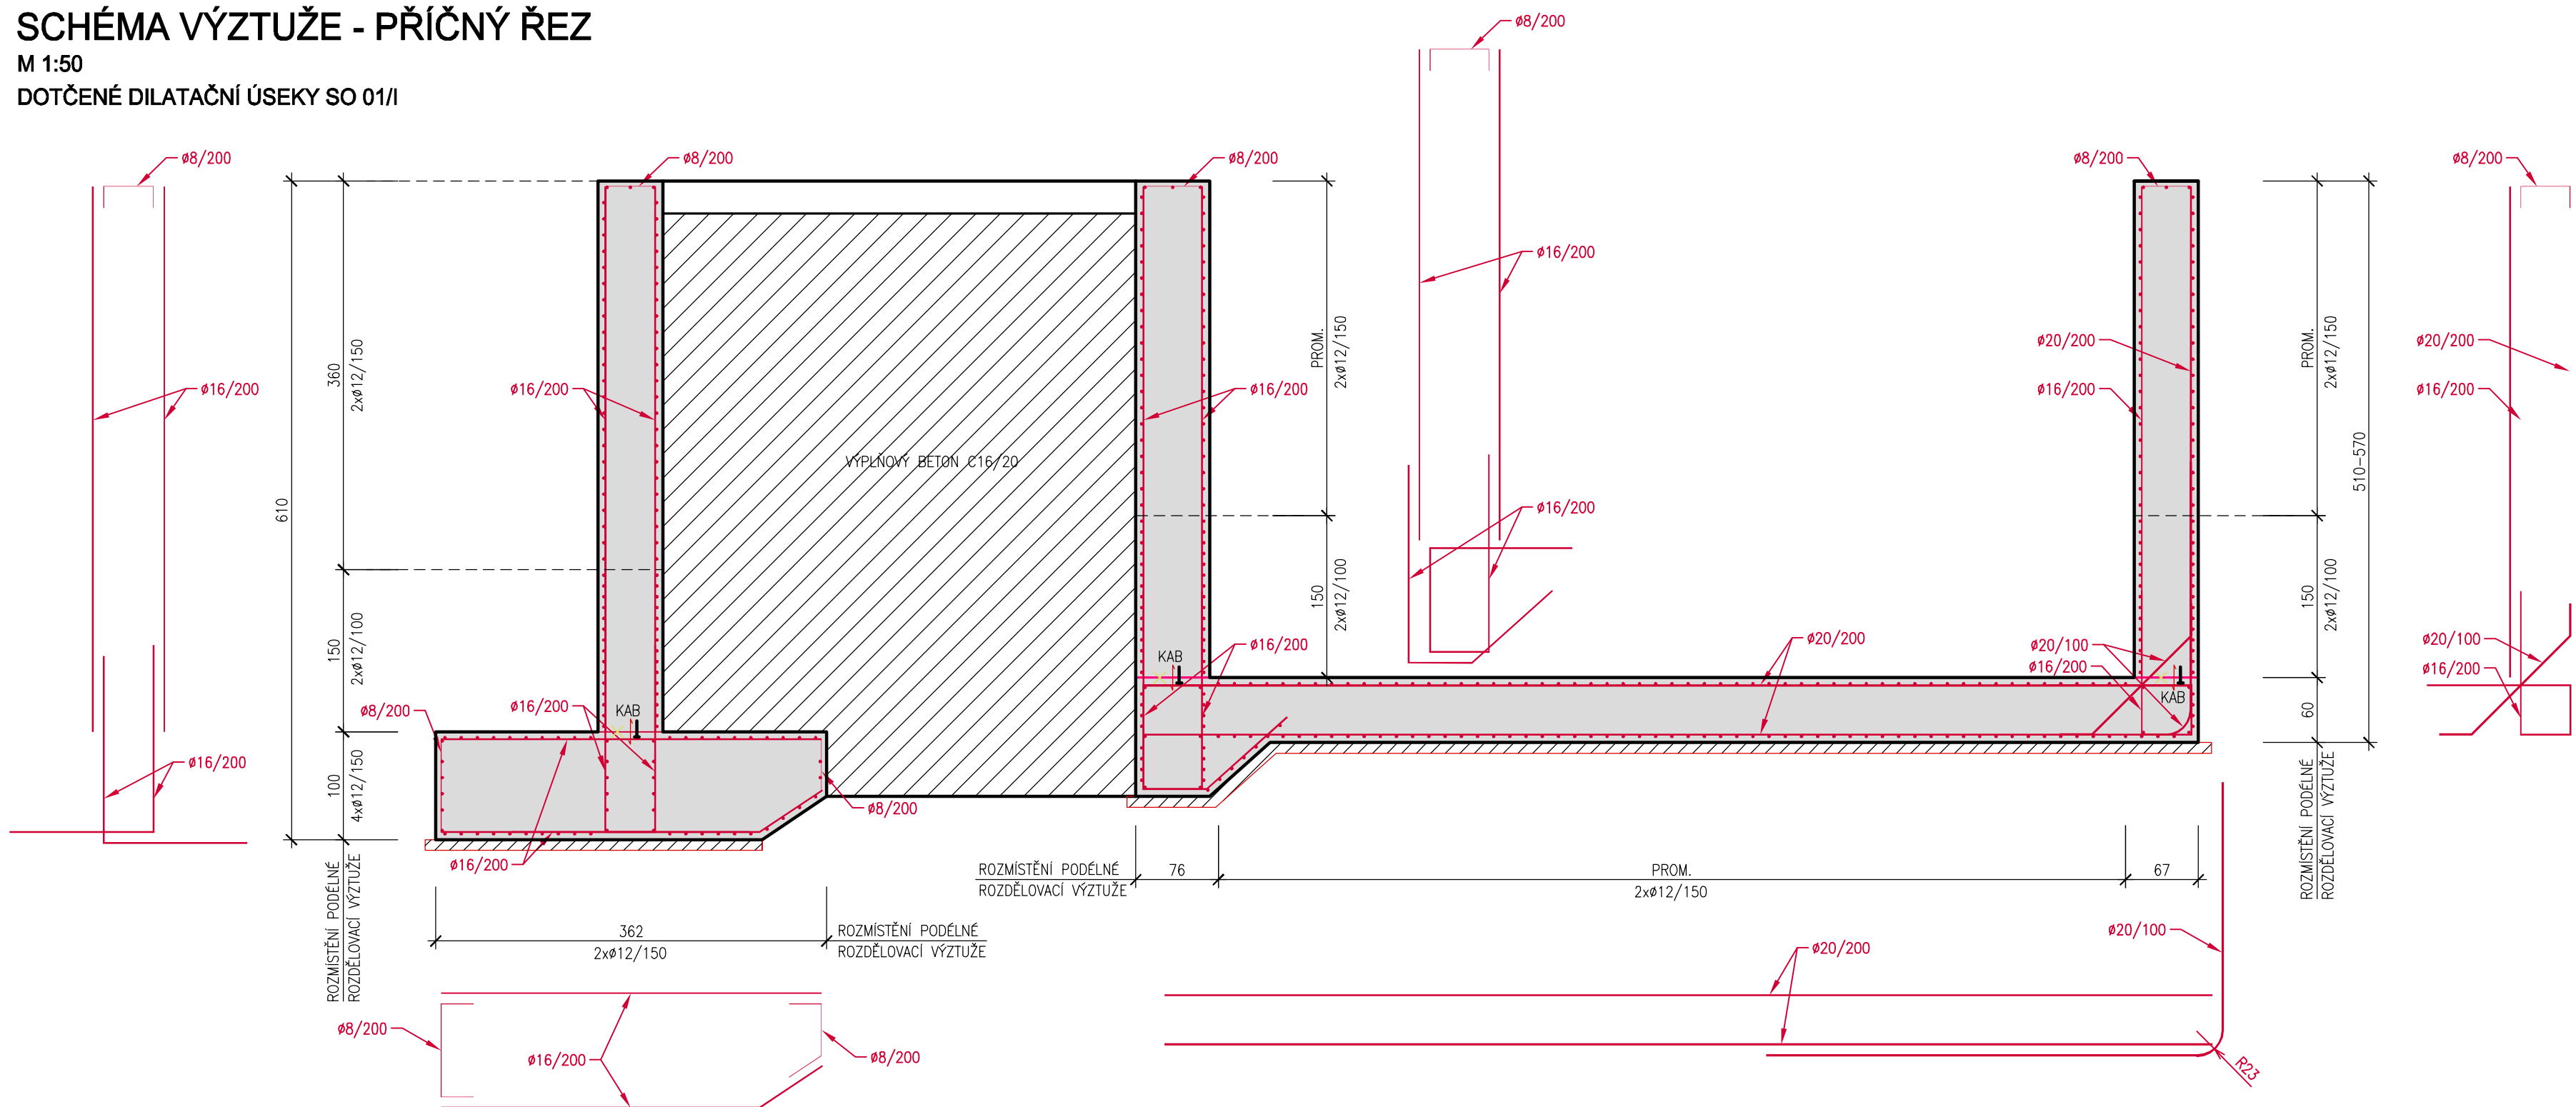 SCHÉMA VÝZTUŽE - PŘÍČNÝ ŘEZ
M 1:50
DOTČENÉ DILATAČNÍ ÚSEKY SO 01/I
ø8/200
ø8/200
ø8/200
ø8/200
ø8/200
ø8/200
ø16/200
ø16/200
ø16/200
ø16/200
ø16/200
ø20/200
ø16/200
ø20/200
ø16/200
610
360
2xø12/150
150
2xø12/100
100
4xø12/150
ROZMÍSTĚNÍ PODÉLNÉ
ROZDĚLOVACÍ VÝZTUŽE
VÝPLŇOVÝ BETON C16/20
PROM.
2xø12/150
150
2xø12/100
ø16/200
PROM.
2xø12/150
150
2xø12/100
60
510-570
ROZMÍSTĚNÍ PODÉLNÉ
ROZDĚLOVACÍ VÝZTUŽE
ø8/200
ø16/200
KAB
ø16/200
KAB
ø16/200
ø20/200
ø20/100
ø16/200
KAB
ø20/100
ø16/200
ø8/200
ø16/200
ROZMÍSTĚNÍ PODÉLNÉ
ROZDĚLOVACÍ VÝZTUŽE
76
PROM.
2xø12/150
67
362
2xø12/150
ROZMÍSTĚNÍ PODÉLNÉ
ROZDĚLOVACÍ VÝZTUŽE
ø20/200
ø20/100
R23
ø8/200
ø16/200
ø8/200